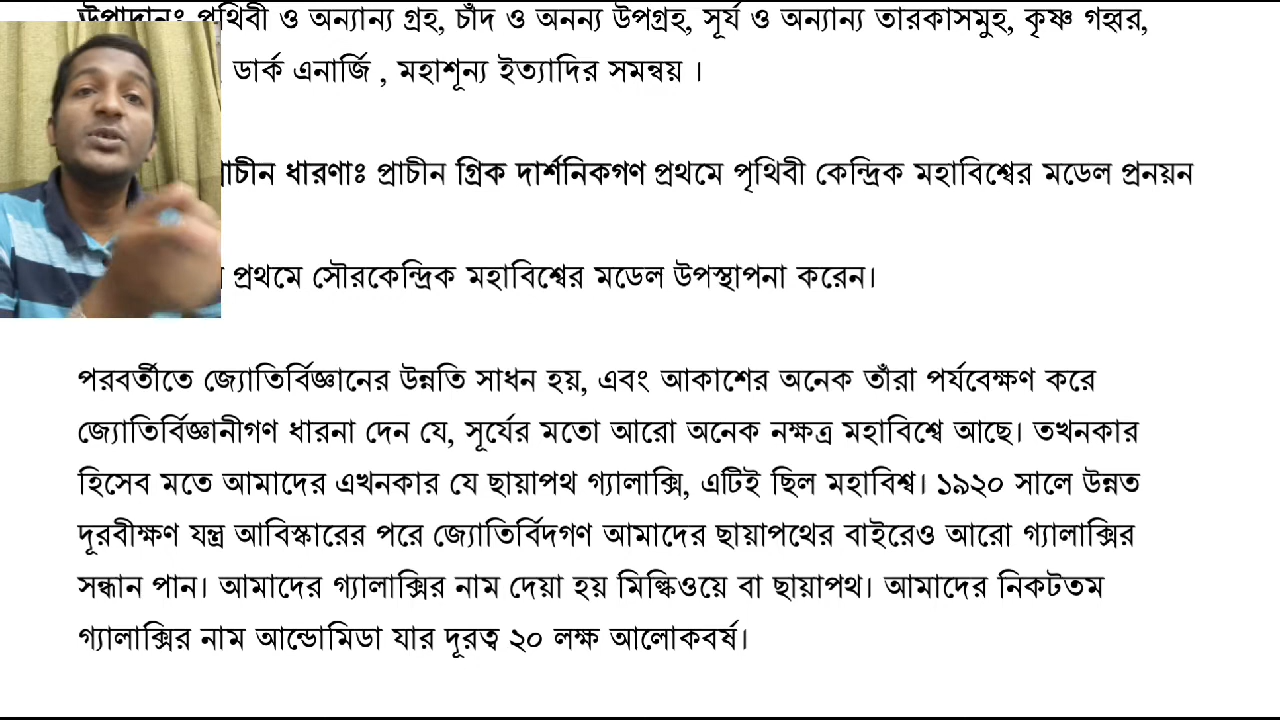 উপাদানঃ পৃথিবী ও অন্যান্য গ্রহ, চাঁদ ও অনন্য উপগ্রহ, সূর্য ও অন্যান্য তারকাসমুহ, কৃষ্ণ গহ্বর,
ডার্ক এনার্জি , মহাশূন্য ইত্যাদির সমন্বয় ।
প্রাচীন ধারণাঃ প্রাচীন গ্রিক দার্শনিকগণ প্রথমে পৃথিবী কেন্দ্রিক মহাবিশ্বের মডেল প্রনয়ন
প্রথমে সৌরকেন্দ্রিক মহাবিশ্বের মডেল উপস্থাপনা করেন।
পরবর্তীতে জ্যোতির্বিজ্ঞানের উন্নতি সাধন হয়, এবং আকাশের অনেক তাঁরা পর্যবেক্ষণ করে
জ্যোতির্বিজ্ঞানীগণ ধারনা দেন যে, সূর্যের মতো আরো অনেক নক্ষত্র মহাবিশ্বে আছে। তখনকার
হিসেব মতে আমাদের এখনকার যে ছায়াপথ গ্যালাক্সি, এটিই ছিল মহাবিশ্ব। ১৯২০ সালে উন্নত
দূরবীক্ষণ যন্ত্র আবিস্কারের পরে জ্যোতির্বিদগণ আমাদের ছায়াপথের বাইরেও আরো গ্যালাক্সির
সন্ধান পান। আমাদের গ্যালাক্সির নাম দেয়া হয় মিল্কিওয়ে বা ছায়াপথ। আমাদের নিকটতম
গ্যালাক্সির নাম আন্ডোমিডা যার দূরত্ব ২০ লক্ষ আলোকবর্ষ।